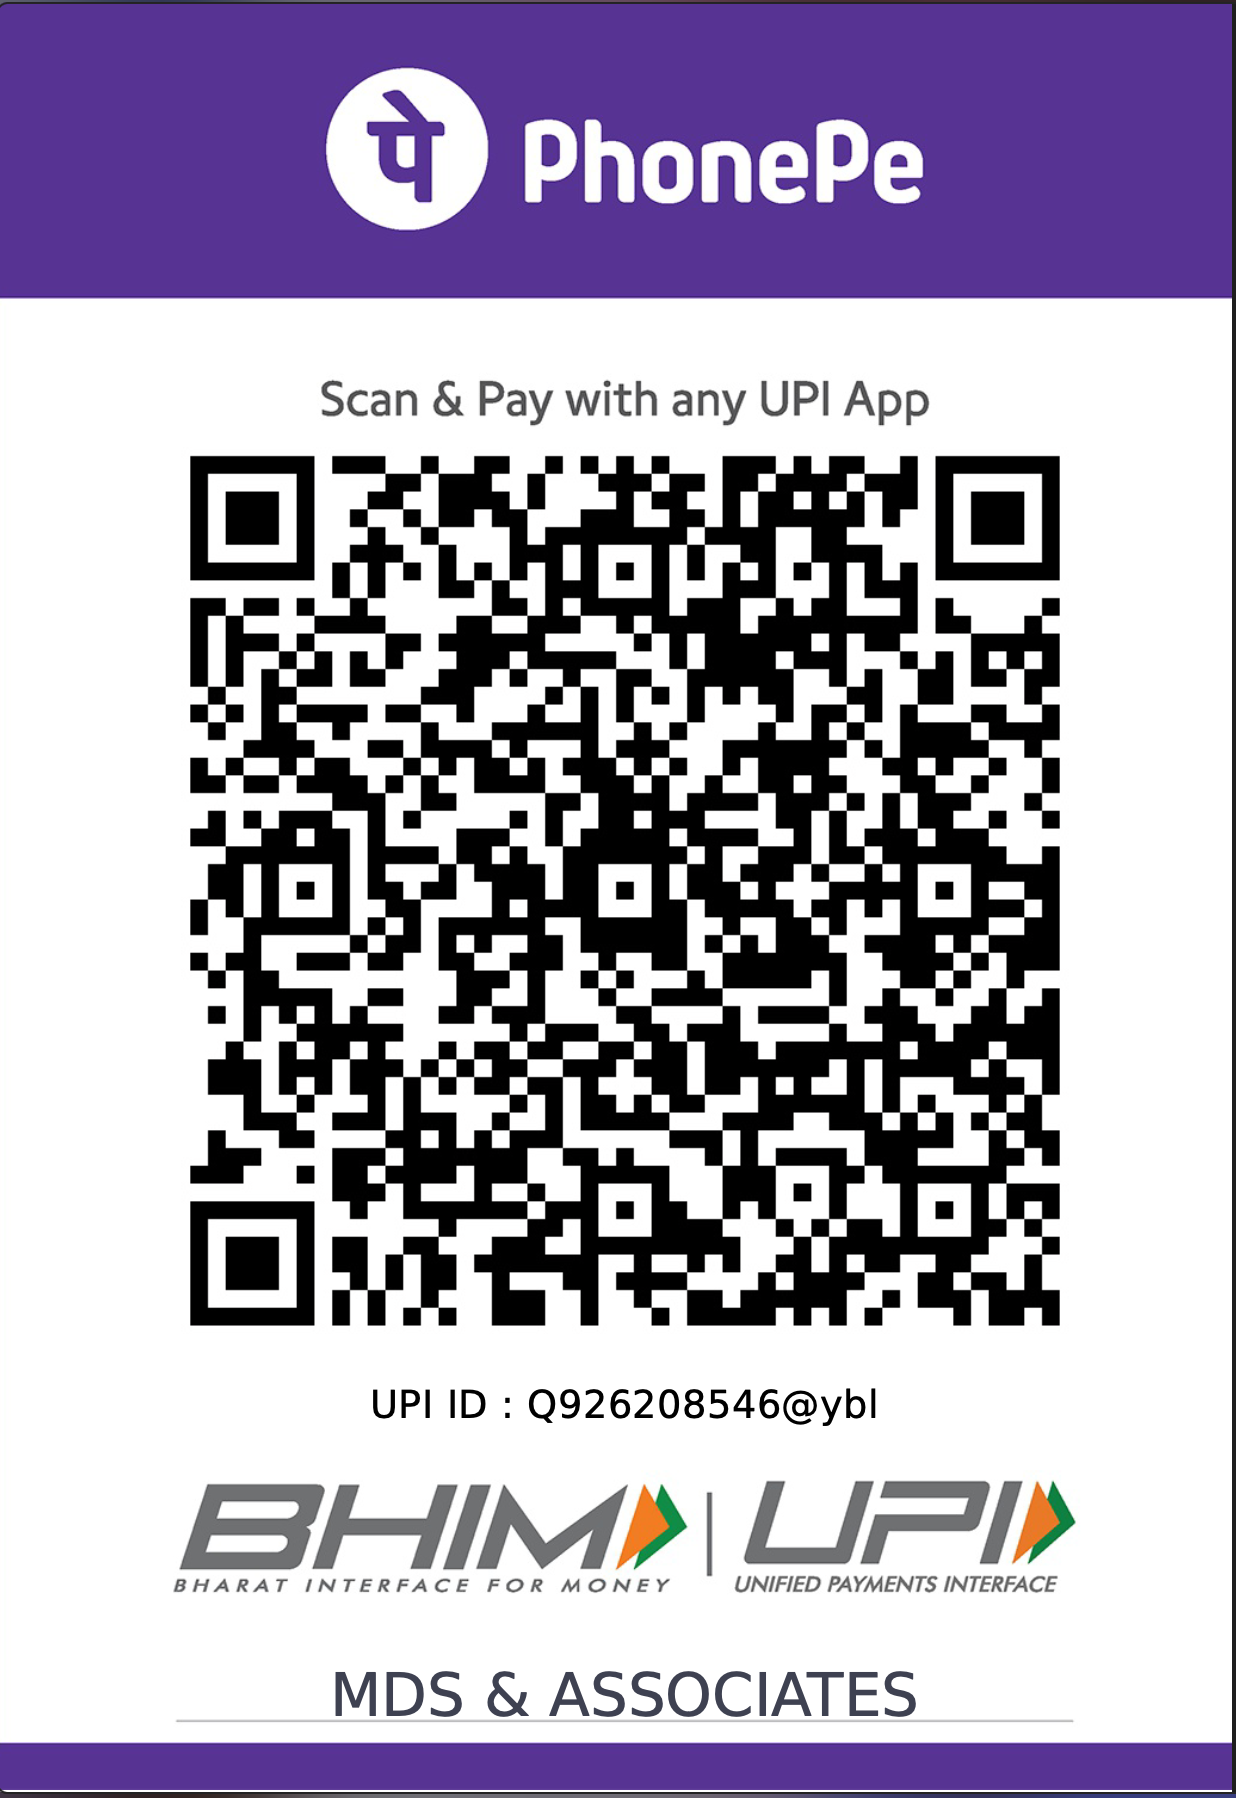 पे PhonePe
Scan & Pay with any UPI App
UPI ID : Q926208546@ybl
BHIM | UPI
BHARAT INTERFACE FOR MONEY UNIFIED PAYMENTS INTERFACE
MDS & ASSOCIATES